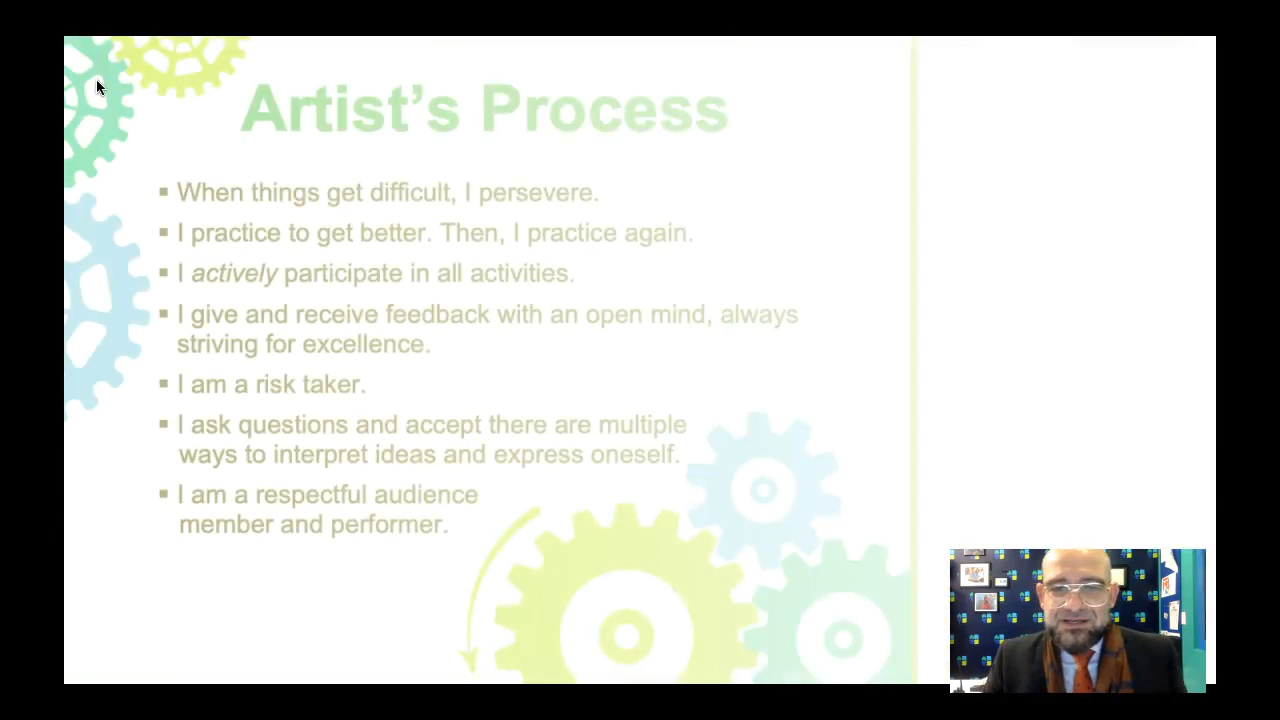 Artist's Process
▪ When things get difficult, I persevere.
▪ I practice to get better. Then, I practice again.
▪ I actively participate in all activities.
▪ I give and receive feedback with an open mind, always
striving for excellence.
▪ I am a risk taker.
▪ I ask questions and accept there are multiple
ways to interpret ideas and express oneself.
▪ I am a respectful audience
member and performer.